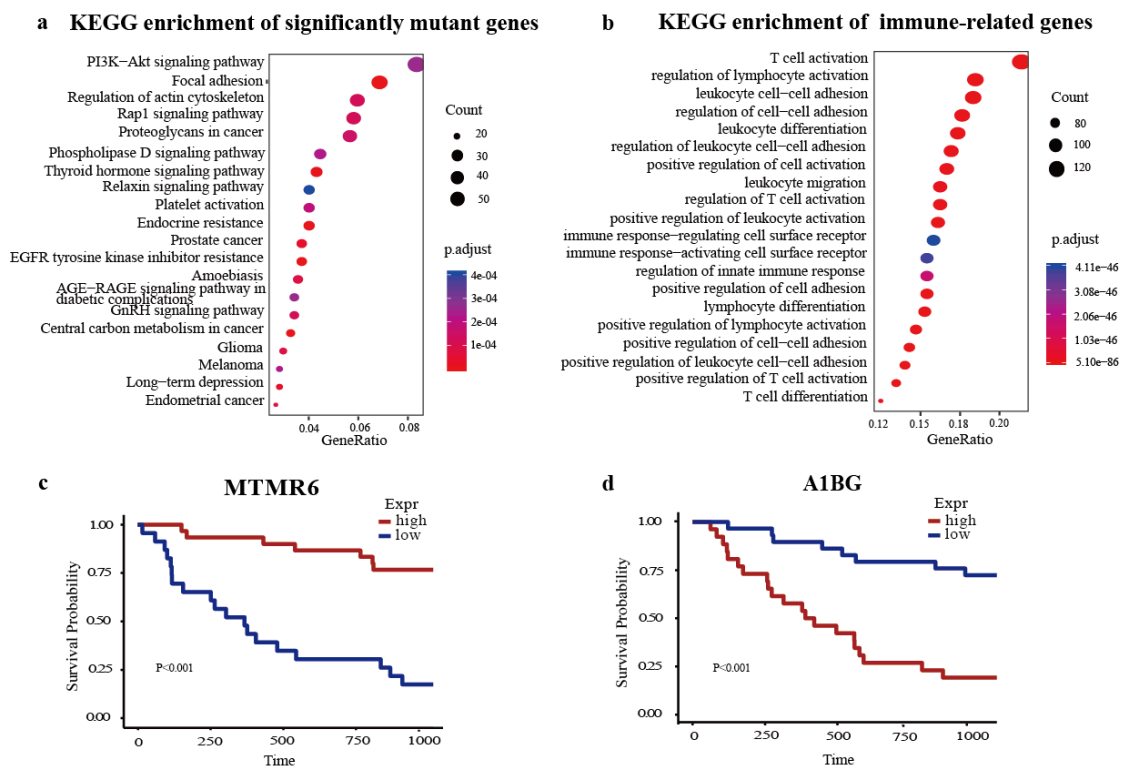 a KEGG enrichment of significantly mutant genes
PI3K−Akt signaling pathway
Focal adhesion
Regulation of actin cytoskeleton
Rap1 signaling pathway
Proteoglycans in cancer
Phospholipase D signaling pathway
Thyroid hormone signaling pathway
Relaxin signaling pathway
Platelet activation
Endocrine resistance
Prostate cancer
EGFR tyrosine kinase inhibitor resistance
Amoebiasis
AGE−RAGE signaling pathway in
diabetic complications
GnRH signaling pathway
Central carbon metabolism in cancer
Glioma
Melanoma
Long−term depression
Endometrial cancer
0.04 0.06 0.08
GeneRatio
Count
20
30
40
50
p.adjust
4e−04
3e−04
2e−04
1e−04
b KEGG enrichment of immune-related genes
T cell activation
regulation of lymphocyte activation
leukocyte cell−cell adhesion
regulation of cell−cell adhesion
leukocyte differentiation
regulation of leukocyte cell−cell adhesion
positive regulation of cell activation
leukocyte migration
regulation of T cell activation
positive regulation of leukocyte activation
immune response−regulating cell surface receptor
immune response−activating cell surface receptor
regulation of innate immune response
positive regulation of cell adhesion
lymphocyte differentiation
positive regulation of lymphocyte activation
positive regulation of cell−cell adhesion
positive regulation of leukocyte cell−cell adhesion
positive regulation of T cell activation
T cell differentiation
0.12 0.15 0.20
GeneRatio
Count
80
100
120
p.adjust
4.11e−46
3.08e−46
2.06e−46
1.03e−46
5.10e−86
c MTMR6
Expr
high
low
Survival Probability
1.00
0.75
0.50
0.25
0.00
P<0.001
0 250 500 750 1000
Time
d A1BG
Expr
high
low
Survival Probability
1.00
0.75
0.50
0.25
0.00
P<0.001
0 250 500 750 1000
Time